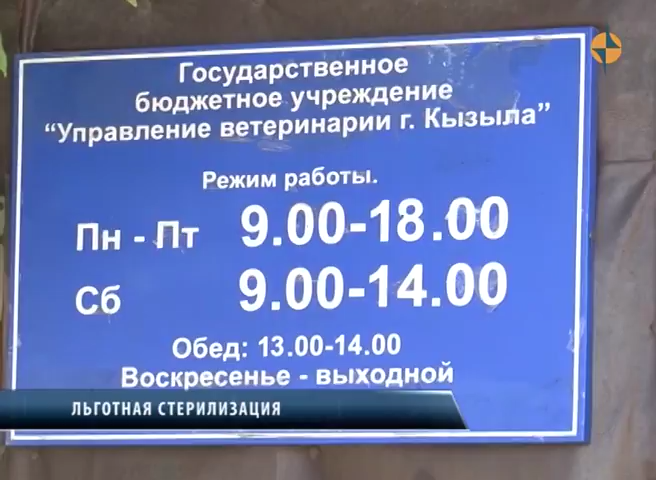 Государственное
бюджетное учреждение
“Управление ветеринарии г. Кызыла”
Режим работы.
Пн - Пт 9.00-18.00
Сб 9.00-14.00
Обед: 13.00-14.00
Воскресенье - выходной
ЛЬГОТНАЯ СТЕРИЛИЗАЦИЯ